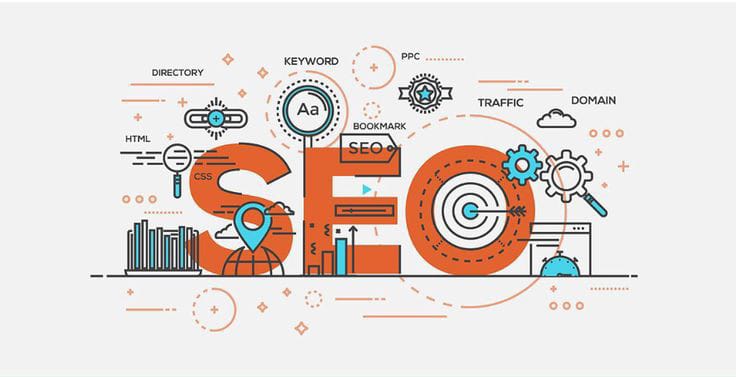 DIRECTORY
KEYWORD
PPC
TRAFFIC
DOMAIN
Aa
BOOKMARK
HTML
SEO
CSS
SEO